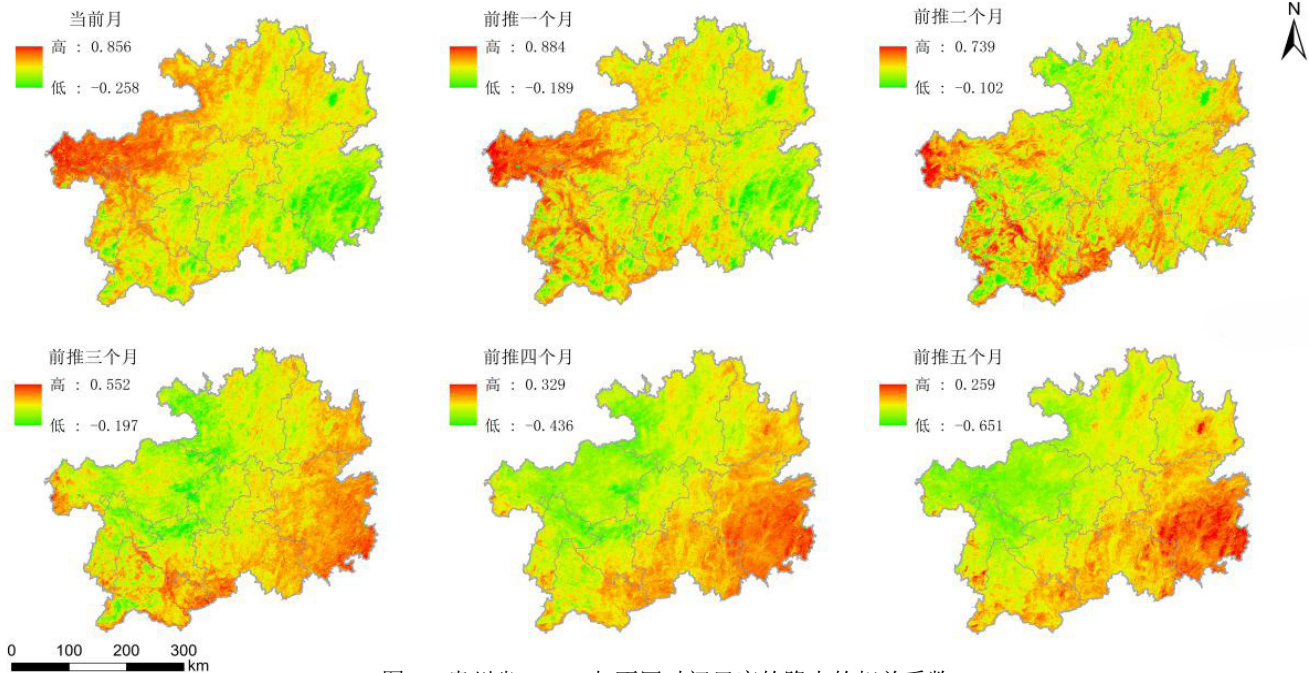 N
当前月
高 : 0.856
低 : -0.258
前推一个月
高 : 0.884
低 : -0.189
前推二个月
高 : 0.739
低 : -0.102
前推三个月
高 : 0.552
低 : -0.197
前推四个月
高 : 0.329
低 : -0.436
前推五个月
高 : 0.259
低 : -0.651
0 100 200 300
km